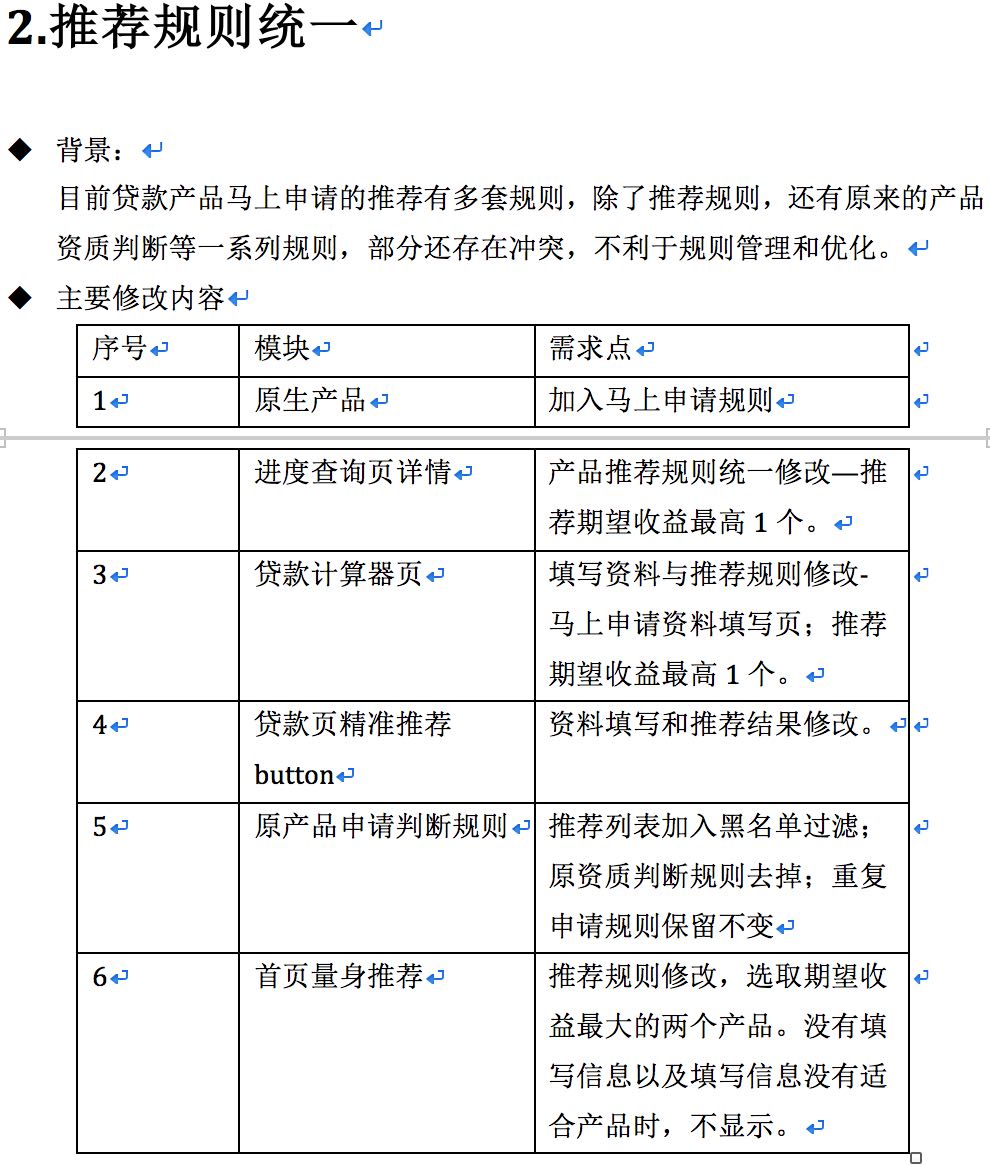 2.推荐规则统一
◆ 背景：
目前贷款产品马上申请的推荐有多套规则，除了推荐规则，还有原来的产品
资质判断等一系列规则，部分还存在冲突，不利于规则管理和优化。
◆ 主要修改内容
序号 模块 需求点
1 原生产品 加入马上申请规则
2 进度查询页详情 产品推荐规则统一修改—推
荐期望收益最高 1 个。
3 贷款计算器页 填写资料与推荐规则修改-
马上申请资料填写页；推荐
期望收益最高 1 个。
4 贷款页精准推荐 资料填写和推荐结果修改。
button
5 原产品申请判断规则 推荐列表加入黑名单过滤；
原资质判断规则去掉；重复
申请规则保留不变
6 首页量身推荐 推荐规则修改，选取期望收
益最大的两个产品。没有填
写信息以及填写信息没有适
合产品时，不显示。